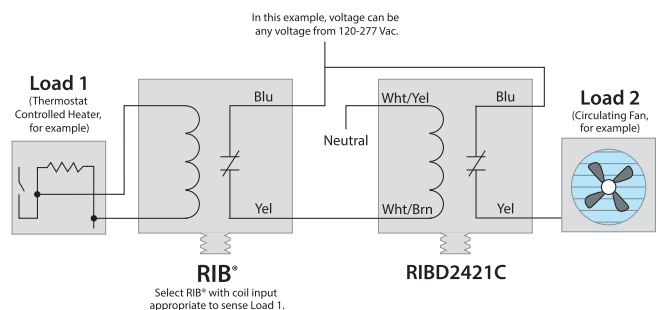 In this example, voltage can be
any voltage from 120-277 Vac.
Load 1
(Thermostat
Controlled Heater,
for example)
Blu
Yel
RIB®
Select RIB® with coil input
appropriate to sense Load 1.
Wht/Yel
Neutral
Wht/Brn
Blu
Yel
RIBD2421C
Load 2
(Circulating Fan,
for example)